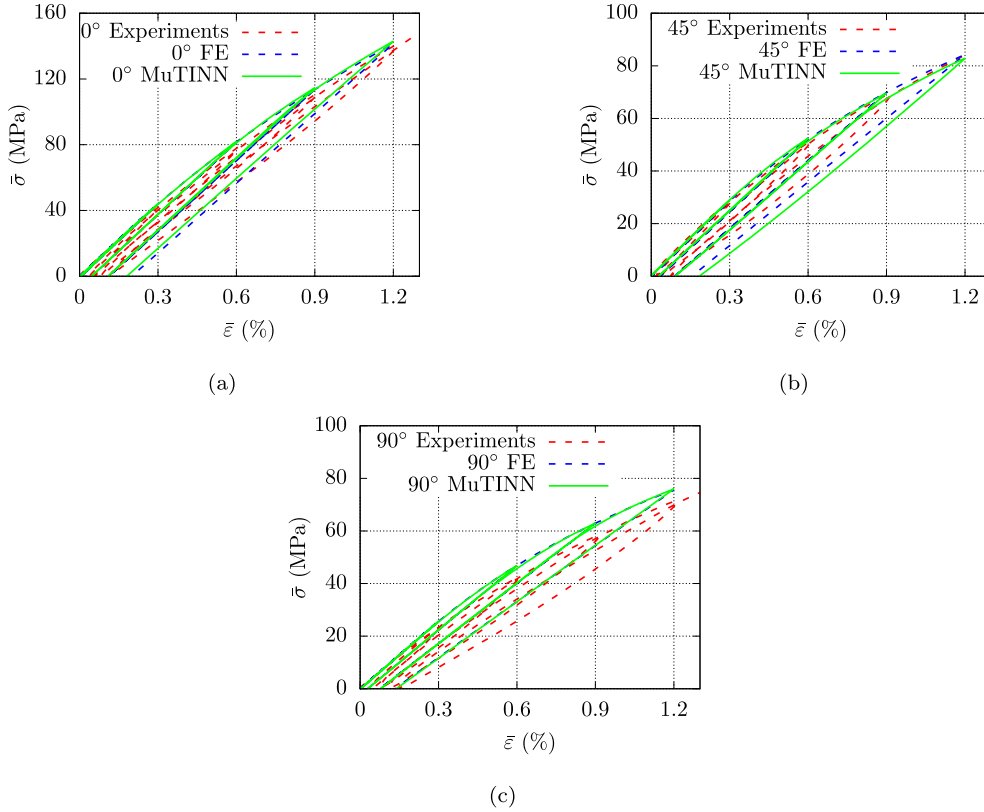 160
120
80
40
0
σ̄ (MPa)
0° Experiments
0° FE
0° MuTINN
0 0.3 0.6 0.9 1.2
ε̄ (%)
(a)
100
80
60
40
20
0
σ̄ (MPa)
45° Experiments
45° FE
45° MuTINN
0 0.3 0.6 0.9 1.2
ε̄ (%)
(b)
100
80
60
40
20
0
σ̄ (MPa)
90° Experiments
90° FE
90° MuTINN
0 0.3 0.6 0.9 1.2
ε̄ (%)
(c)